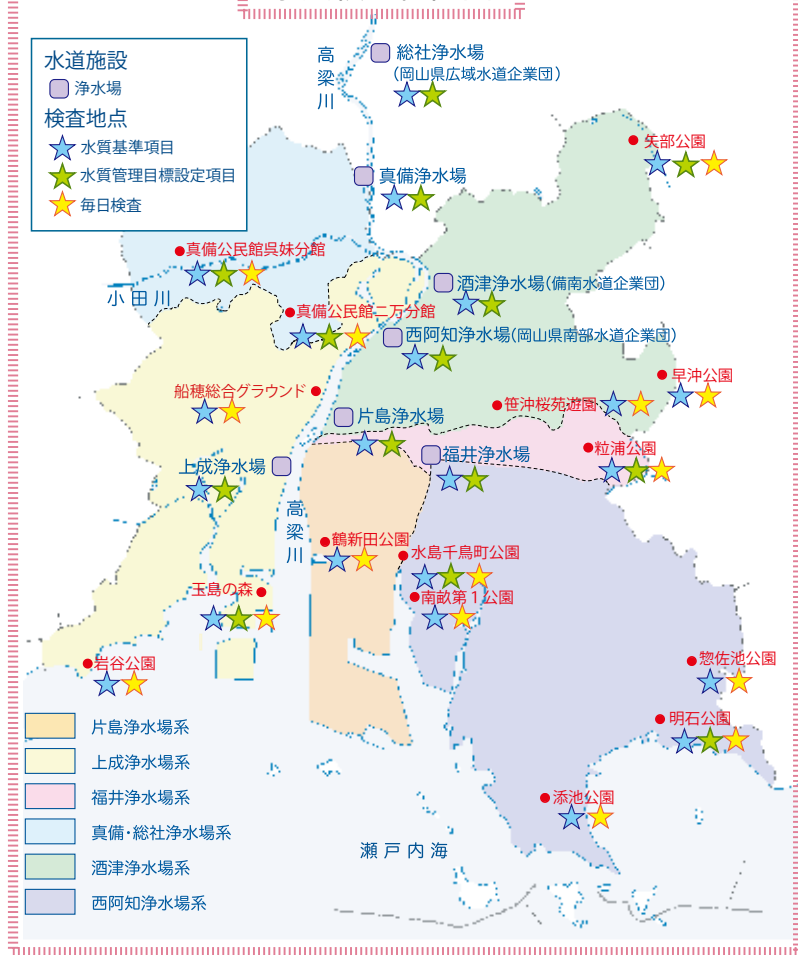 水道施設
浄水場
検査地点
水質基準項目
水質管理目標設定項目
毎日検査
高梁川
総社浄水場
(岡山県広域水道企業団)
矢部公園
真備浄水場
真備公民館呉妹分館
小田川
酒津浄水場(備南水道企業団)
真備公民館二万分館
西阿知浄水場(岡山県南部水道企業団)
早沖公園
船穂総合グラウンド
笹沖桜苑遊園
片島浄水場
粒浦公園
福井浄水場
上成浄水場
高梁川
鶴新田公園
水島千鳥町公園
玉島の森
南畝第1公園
岩谷公園
惣佐池公園
明石公園
添池公園
片島浄水場系
上成浄水場系
福井浄水場系
真備・総社浄水場系
酒津浄水場系
西阿知浄水場系
瀬戸内海